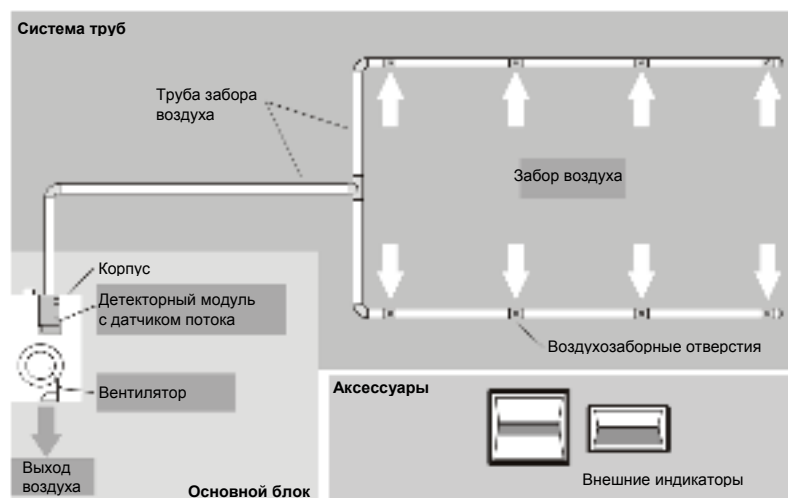 Система труб
Труба забора
воздуха
Забор воздуха
Корпус
Детекторный модуль
с датчиком потока
Воздухозаборные отверстия
Вентилятор
Аксессуары
Выход
воздуха
Основной блок
Внешние индикаторы